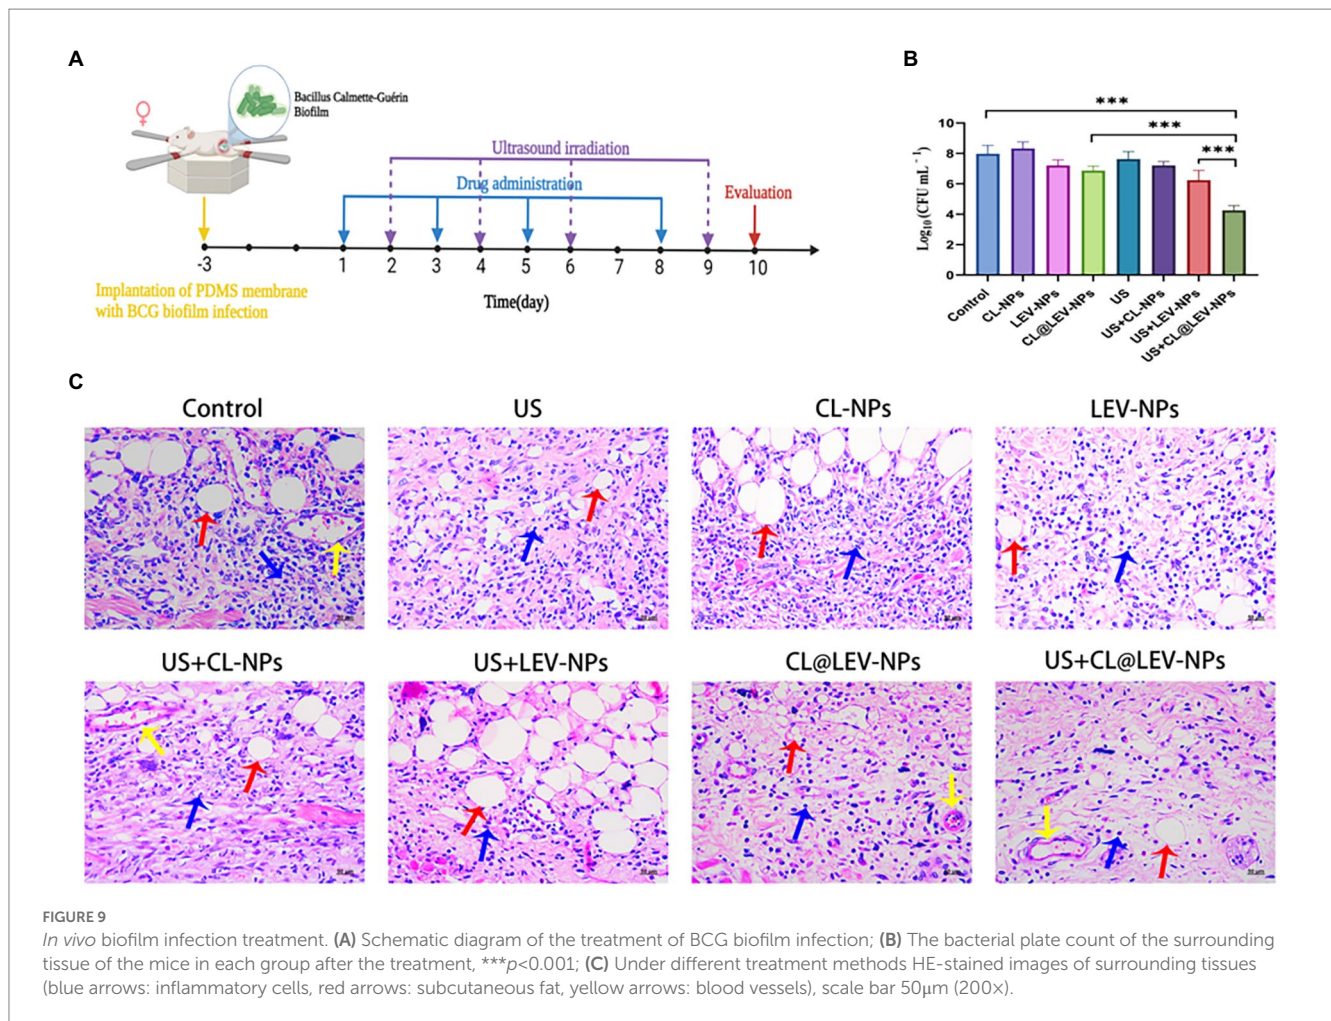 A
♀
Bacillus Calmette-Guérin
Biofilm
Ultrasound irradiation
Drug administration
Evaluation
-3 1 2 3 4 5 6 7 8 9 10
Implantation of PDMS membrane
with BCG biofilm infection
Time(day)
B
***
***
***
10
8
6
4
2
0
Log10 (CFU mL-1)
Control
CL-NPs
LEV-NPs
CL@LEV-NPs
US
US+CL-NPs
US+LEV-NPs
US+CL@LEV-NPs
C
Control US CL-NPs LEV-NPs
US+CL-NPs US+LEV-NPs CL@LEV-NPs US+CL@LEV-NPs
FIGURE 9
In vivo biofilm infection treatment. (A) Schematic diagram of the treatment of BCG biofilm infection; (B) The bacterial plate count of the surrounding
tissue of the mice in each group after the treatment, ***p<0.001; (C) Under different treatment methods HE-stained images of surrounding tissues
(blue arrows: inflammatory cells, red arrows: subcutaneous fat, yellow arrows: blood vessels), scale bar 50μm (200×).